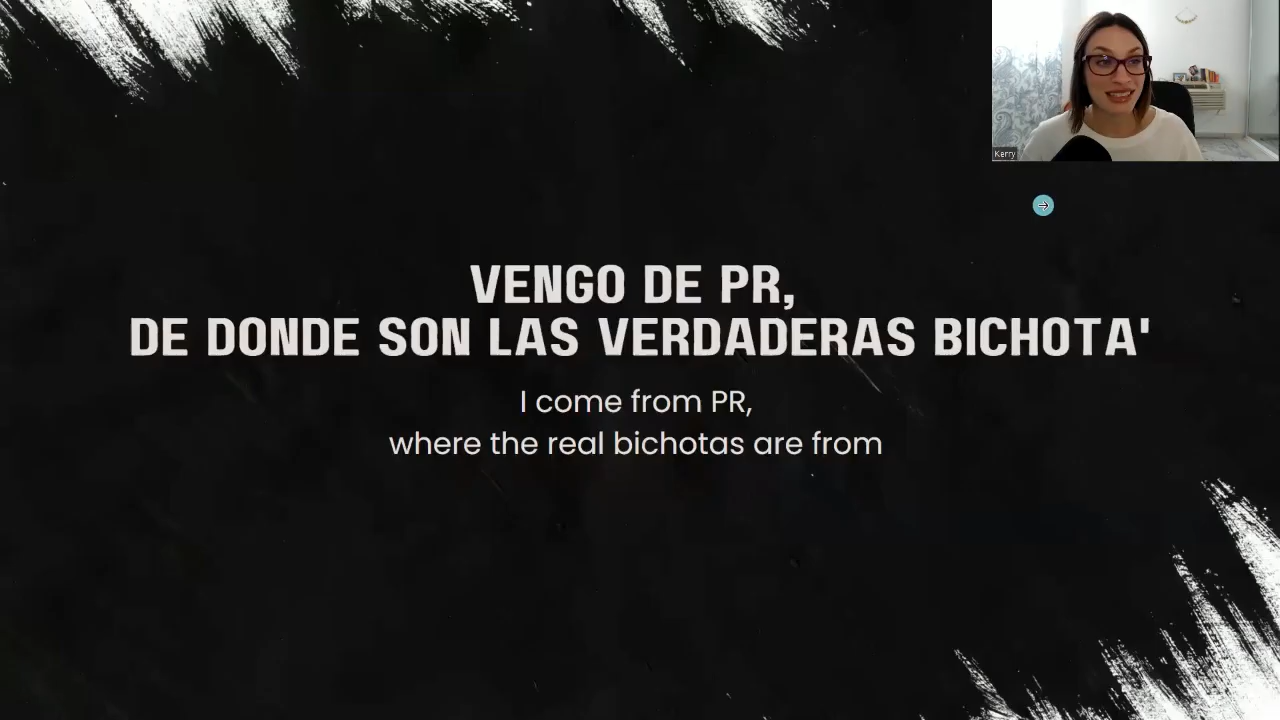 Kerry
VENGO DE PR,
DE DONDE SON LAS VERDADERAS BICHOTA'
I come from PR,
where the real bichotas are from